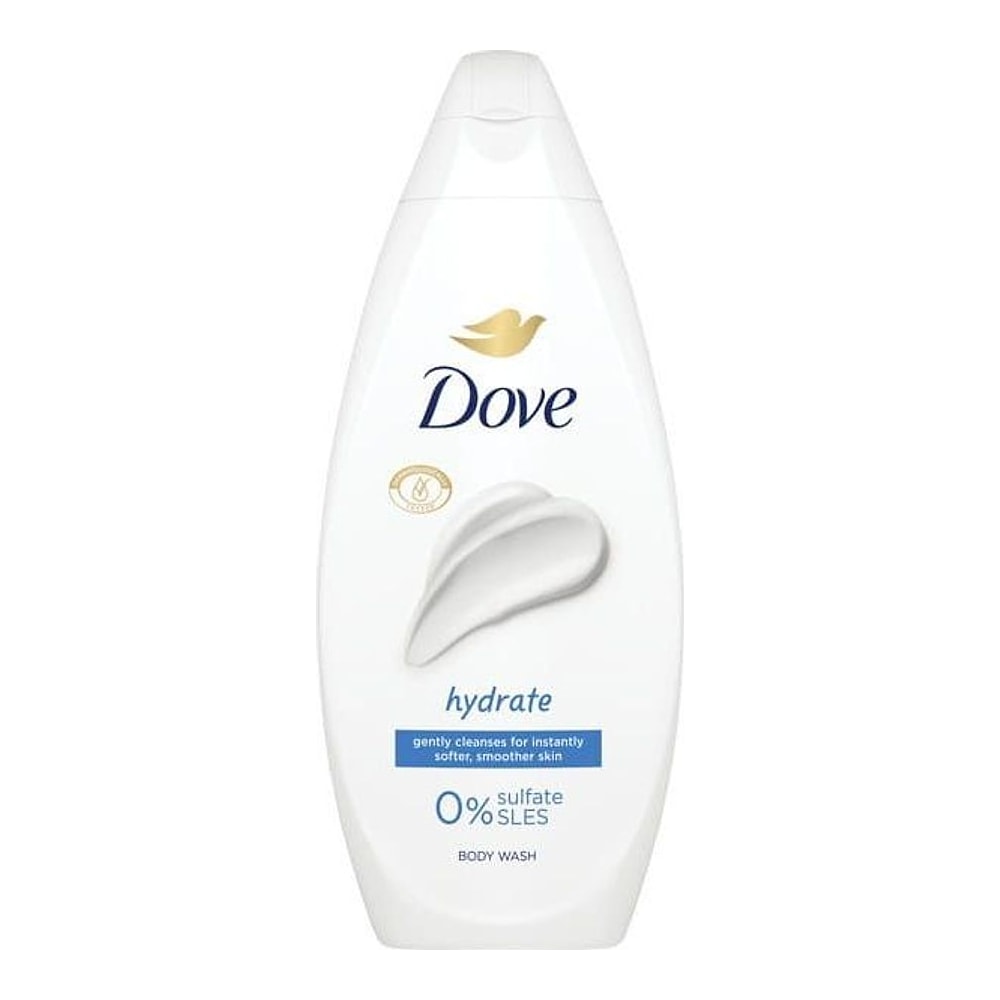 Dove
hydrate
gently cleanses for instantly
softer, smoother skin
0% sulfate
SLES
BODY WASH